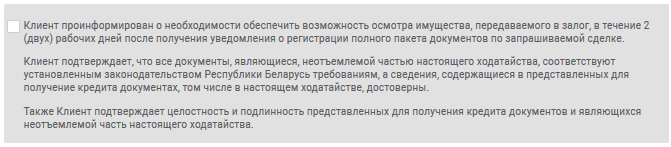 Клиент проинформирован о необходимости обеспечить возможность осмотра имущества, передаваемого в залог, в течение 2
(двух) рабочих дней после получения уведомления о регистрации полного пакета документов по запрашиваемой сделке.
Клиент подтверждает, что все документы, являющиеся, неотъемлемой частью настоящего ходатайства, соответствуют
установленным законодательством Республики Беларусь требованиям, а сведения, содержащиеся в представленных для
получение кредита документах, том числе в настоящем ходатайстве, достоверны.
Также Клиент подтверждает целостность и подлинность представленных для получения кредита документов и являющихся
неотъемлемой часть настоящего ходатайства.